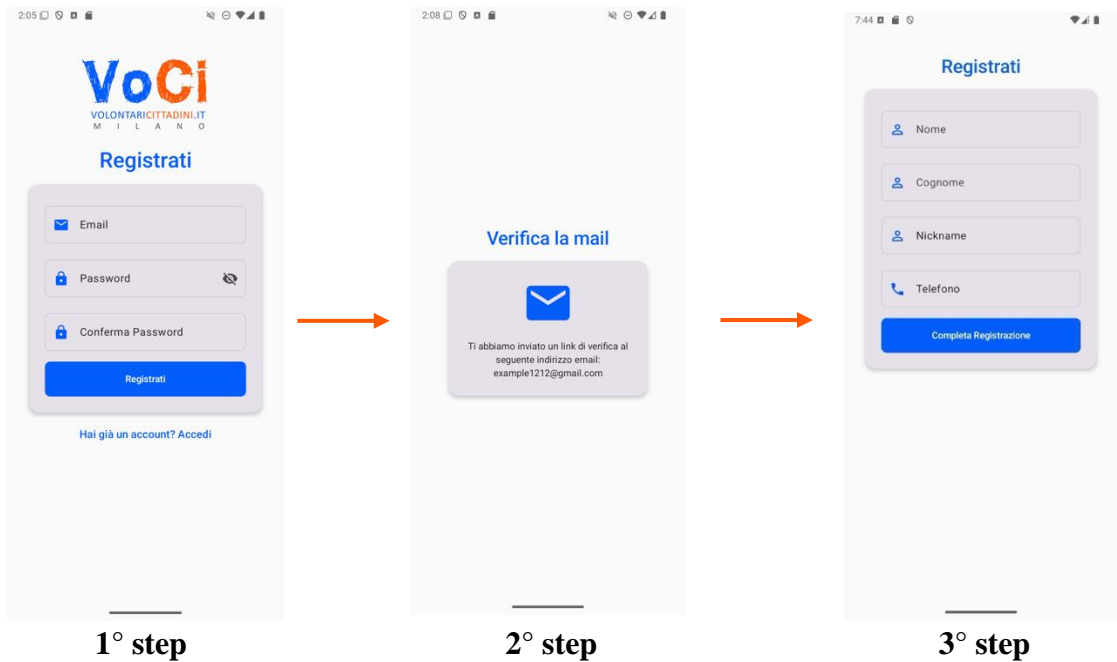 2:05
VoCi
VOLONTARICITTADINI.IT
MILANO
Registrati
Email
Password
Conferma Password
Registrati
Hai già un account? Accedi
1° step
2:08
Verifica la mail
Ti abbiamo inviato un link di verifica al
seguente indirizzo email:
example1212@gmail.com
2° step
7:44
Registrati
Nome
Cognome
Nickname
Telefono
Completa Registrazione
3° step